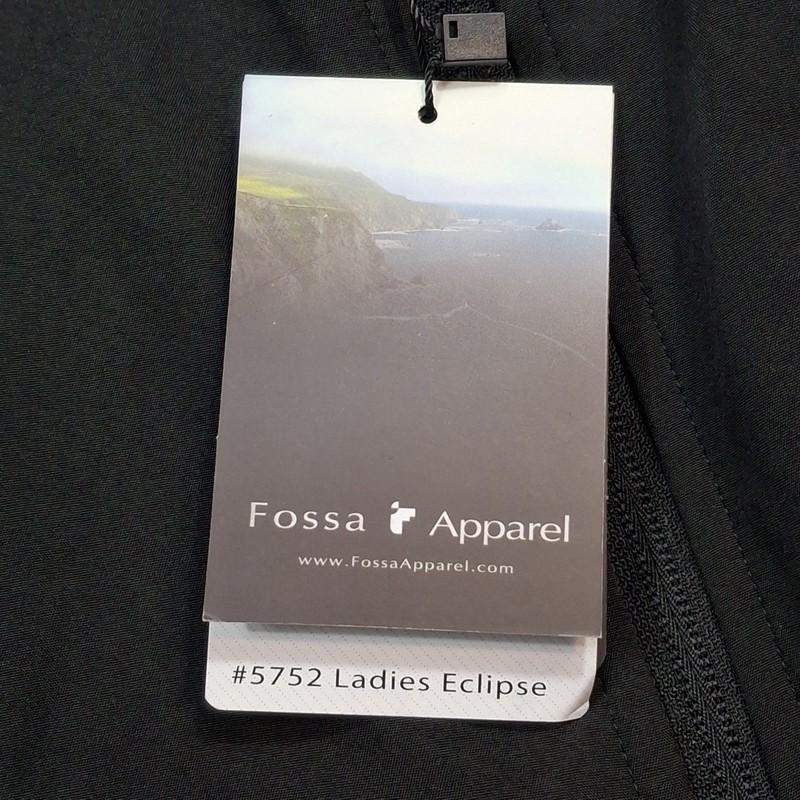 Fossa Apparel
www.FossaApparel.com
#5752 Ladies Eclipse